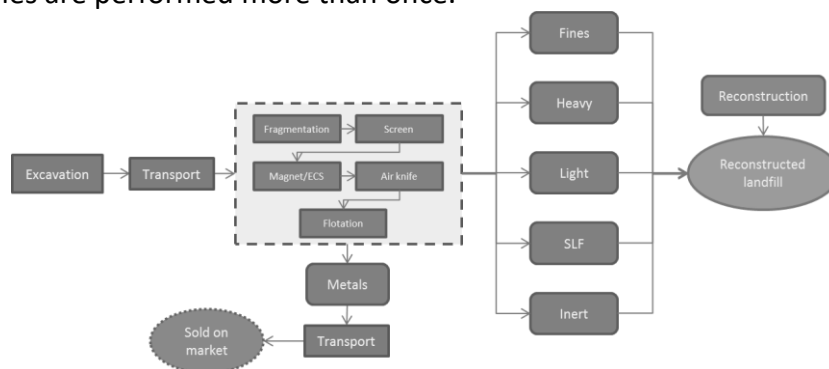 are performed more than once.
Fines
Heavy
Reconstruction
Fragmentation
Screen
Excavation
Transport
Magnet/ECS
Air knife
Light
Reconstructed
landfill
Flotation
SLF
Metals
Inert
Sold on
market
Transport